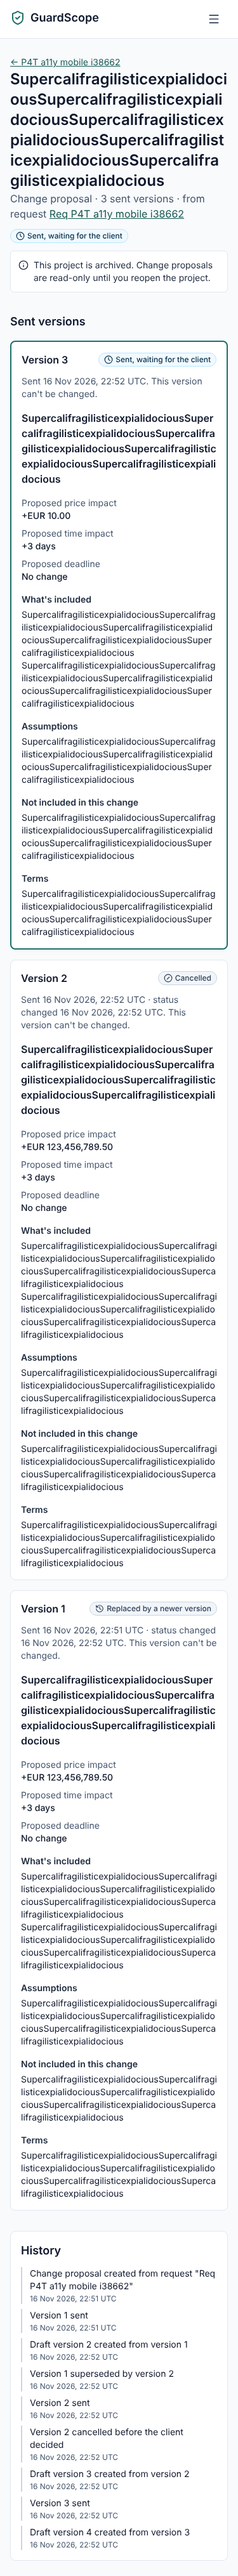 GuardScope
← P4T a11y mobile i38662
Supercalifragilisticexpialidoci
ousSupercalifragilisticexpialid
ociousSupercalifragilisticexp
ialidociousSupercalifragilist
icexpialidociousSupercalifra
gilisticexpialidocious
Change proposal · 3 sent versions · from
request Req P4T a11y mobile i38662
Sent, waiting for the client
This project is archived. Change proposals
are read-only until you reopen the project.
Sent versions
Version 3
Sent, waiting for the client
Sent 16 Nov 2026, 22:52 UTC. This version
can't be changed.
SupercalifragilisticexpialidociousSuper
califragilisticexpialidociousSupercalifra
gilisticexpialidociousSupercalifragilistic
expialidociousSupercalifragilisticexpiali
docious
Proposed price impact
+EUR 10.00
Proposed time impact
+3 days
Proposed deadline
No change
What's included
SupercalifragilisticexpialidociousSupercalifrag
ilisticexpialidociousSupercalifragilisticexpialid
ociousSupercalifragilisticexpialidociousSuper
califragilisticexpialidocious
SupercalifragilisticexpialidociousSupercalifrag
ilisticexpialidociousSupercalifragilisticexpialid
ociousSupercalifragilisticexpialidociousSuper
califragilisticexpialidocious
Assumptions
SupercalifragilisticexpialidociousSupercalifrag
ilisticexpialidociousSupercalifragilisticexpialid
ociousSupercalifragilisticexpialidociousSuper
califragilisticexpialidocious
Not included in this change
SupercalifragilisticexpialidociousSupercalifrag
ilisticexpialidociousSupercalifragilisticexpialid
ociousSupercalifragilisticexpialidociousSuper
califragilisticexpialidocious
Terms
SupercalifragilisticexpialidociousSupercalifrag
ilisticexpialidociousSupercalifragilisticexpialid
ociousSupercalifragilisticexpialidociousSuper
califragilisticexpialidocious
Version 2
Cancelled
Sent 16 Nov 2026, 22:52 UTC · status
changed 16 Nov 2026, 22:52 UTC. This
version can't be changed.
SupercalifragilisticexpialidociousSuper
califragilisticexpialidociousSupercalifra
gilisticexpialidociousSupercalifragilistic
expialidociousSupercalifragilisticexpiali
docious
Proposed price impact
+EUR 123,456,789.50
Proposed time impact
+3 days
Proposed deadline
No change
What's included
SupercalifragilisticexpialidociousSupercalifragi
listicexpialidociousSupercalifragilisticexpialido
ciousSupercalifragilisticexpialidociousSuperca
lifragilisticexpialidocious
SupercalifragilisticexpialidociousSupercalifragi
listicexpialidociousSupercalifragilisticexpialido
ciousSupercalifragilisticexpialidociousSuperca
lifragilisticexpialidocious
Assumptions
SupercalifragilisticexpialidociousSupercalifragi
listicexpialidociousSupercalifragilisticexpialido
ciousSupercalifragilisticexpialidociousSuperca
lifragilisticexpialidocious
Not included in this change
SupercalifragilisticexpialidociousSupercalifragi
listicexpialidociousSupercalifragilisticexpialido
ciousSupercalifragilisticexpialidociousSuperca
lifragilisticexpialidocious
Terms
SupercalifragilisticexpialidociousSupercalifragi
listicexpialidociousSupercalifragilisticexpialido
ciousSupercalifragilisticexpialidociousSuperca
lifragilisticexpialidocious
Version 1
Replaced by a newer version
Sent 16 Nov 2026, 22:51 UTC · status changed
16 Nov 2026, 22:52 UTC. This version can't be
changed.
SupercalifragilisticexpialidociousSuper
califragilisticexpialidociousSupercalifra
gilisticexpialidociousSupercalifragilistic
expialidociousSupercalifragilisticexpiali
docious
Proposed price impact
+EUR 123,456,789.50
Proposed time impact
+3 days
Proposed deadline
No change
What's included
SupercalifragilisticexpialidociousSupercalifragi
listicexpialidociousSupercalifragilisticexpialido
ciousSupercalifragilisticexpialidociousSuperca
lifragilisticexpialidocious
SupercalifragilisticexpialidociousSupercalifragi
listicexpialidociousSupercalifragilisticexpialido
ciousSupercalifragilisticexpialidociousSuperca
lifragilisticexpialidocious
Assumptions
SupercalifragilisticexpialidociousSupercalifragi
listicexpialidociousSupercalifragilisticexpialido
ciousSupercalifragilisticexpialidociousSuperca
lifragilisticexpialidocious
Not included in this change
SupercalifragilisticexpialidociousSupercalifragi
listicexpialidociousSupercalifragilisticexpialido
ciousSupercalifragilisticexpialidociousSuperca
lifragilisticexpialidocious
Terms
SupercalifragilisticexpialidociousSupercalifragi
listicexpialidociousSupercalifragilisticexpialido
ciousSupercalifragilisticexpialidociousSuperca
lifragilisticexpialidocious
History
Change proposal created from request "Req
P4T a11y mobile i38662"
16 Nov 2026, 22:51 UTC
Version 1 sent
16 Nov 2026, 22:51 UTC
Draft version 2 created from version 1
16 Nov 2026, 22:52 UTC
Version 1 superseded by version 2
16 Nov 2026, 22:52 UTC
Version 2 sent
16 Nov 2026, 22:52 UTC
Version 2 cancelled before the client
decided
16 Nov 2026, 22:52 UTC
Draft version 3 created from version 2
16 Nov 2026, 22:52 UTC
Version 3 sent
16 Nov 2026, 22:52 UTC
Draft version 4 created from version 3
16 Nov 2026, 22:52 UTC